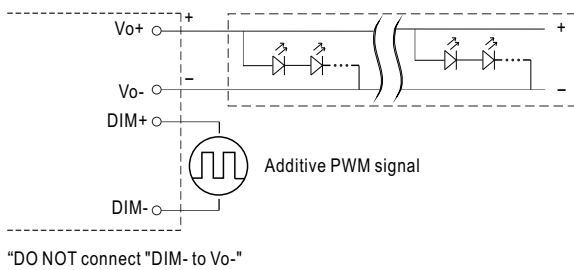 Vo+
+
+
Vo-
−
−
DIM+
Additive PWM signal
DIM-
“DO NOT connect "DIM- to Vo-"